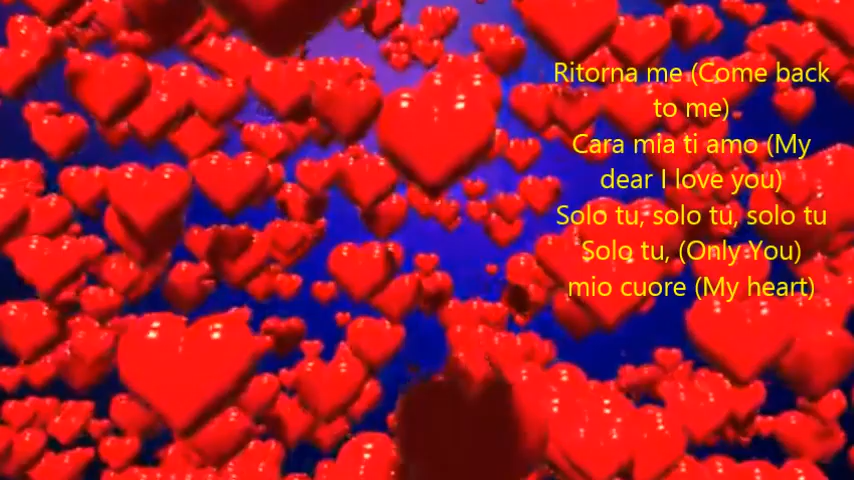 Ritorna me (Come back
to me)
Cara mia ti amo (My
dear I love you)
Solo tu, solo tu, solo tu
Solo tu, (Only You)
mio cuore (My heart)